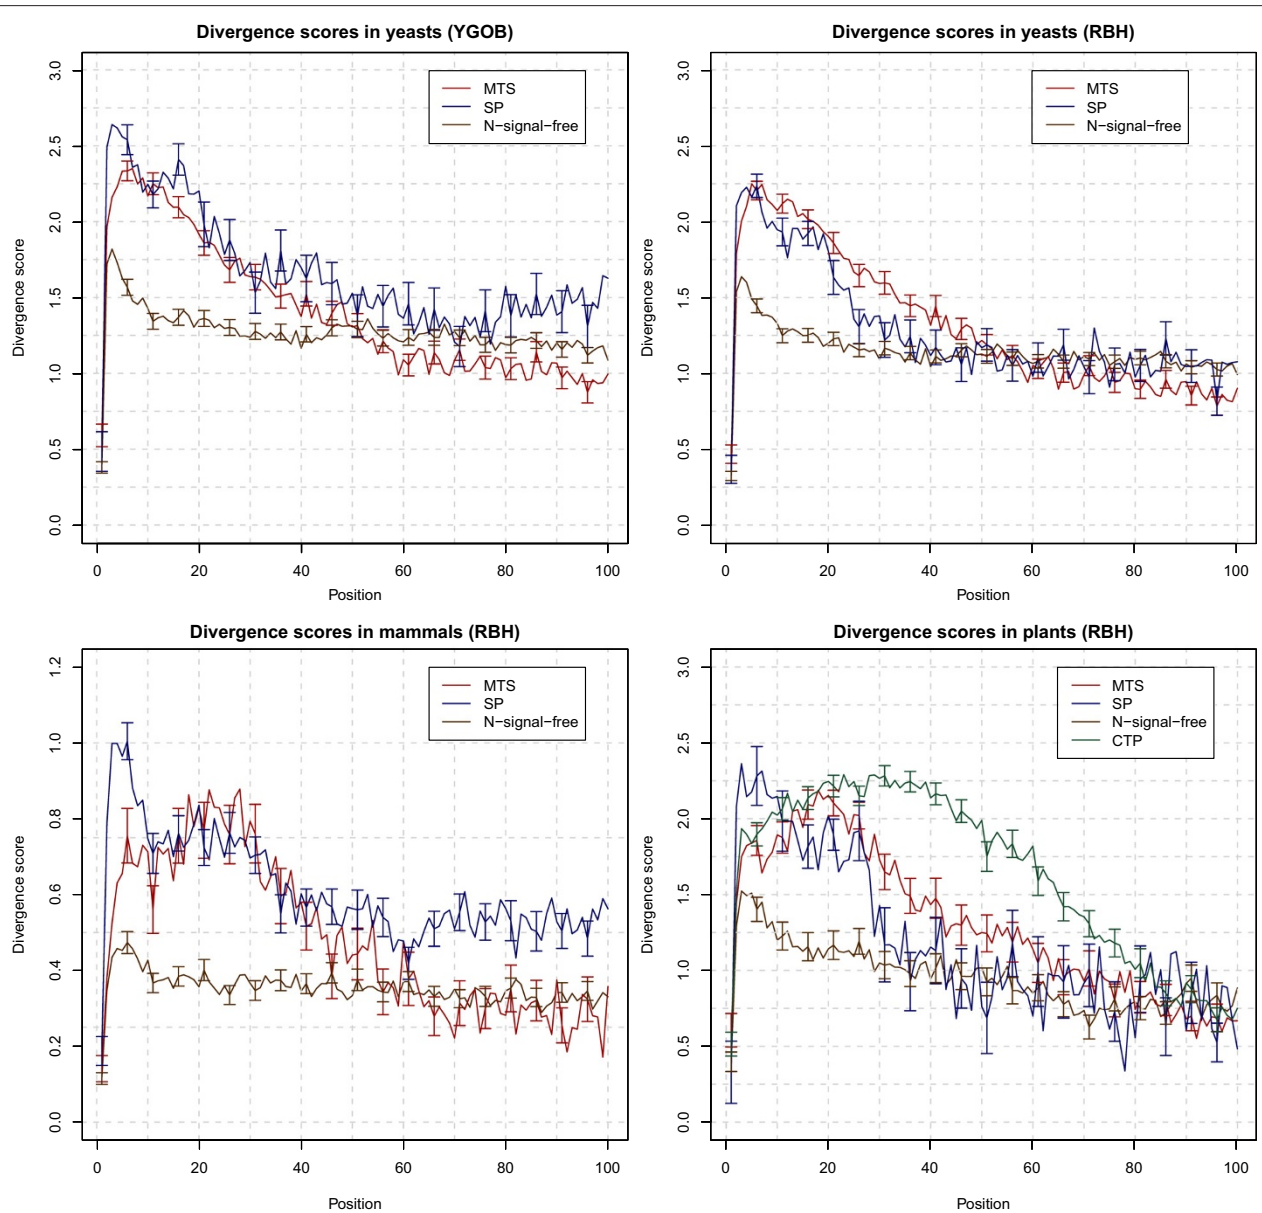 Divergence scores in yeasts (YGOB)
3.0
2.5
2.0
1.5
1.0
0.5
0.0
Divergence score
MTS
SP
N-signal-free
0 20 40 60 80 100
Position
Divergence scores in yeasts (RBH)
3.0
2.5
2.0
1.5
1.0
0.5
0.0
Divergence score
MTS
SP
N-signal-free
0 20 40 60 80 100
Position
Divergence scores in mammals (RBH)
1.2
1.0
0.8
0.6
0.4
0.2
0.0
Divergence score
MTS
SP
N-signal-free
0 20 40 60 80 100
Position
Divergence scores in plants (RBH)
3.0
2.5
2.0
1.5
1.0
0.5
0.0
Divergence score
MTS
SP
N-signal-free
CTP
0 20 40 60 80 100
Position